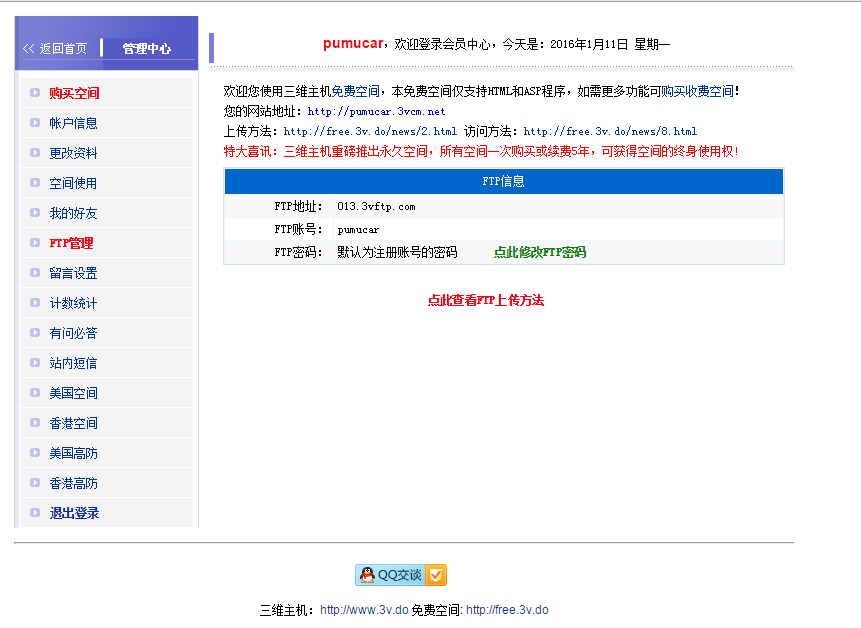 << 返回首页 管理中心
购买空间
帐户信息
更改资料
空间使用
我的好友
FTP管理
留言设置
计数统计
有问必答
站内短信
美国空间
香港空间
美国高防
香港高防
退出登录
pumucar，欢迎登录会员中心，今天是：2016年1月11日 星期一
欢迎您使用三维主机免费空间，本免费空间仅支持HTML和ASP程序，如需更多功能可购买收费空间！
您的网站地址：http://pumucar.3vcm.net
上传方法：http://free.3v.do/news/2.html 访问方法：http://free.3v.do/news/8.html
特大喜讯：三维主机重磅推出永久空间，所有空间一次购买或续费5年，可获得空间的终身使用权！
FTP信息
FTP地址： 013.3vftp.com
FTP账号： pumucar
FTP密码： 默认为注册账号的密码 点此修改FTP密码
点此查看FTP上传方法
QQ交谈
三维主机：http://www.3v.do 免费空间: http://free.3v.do